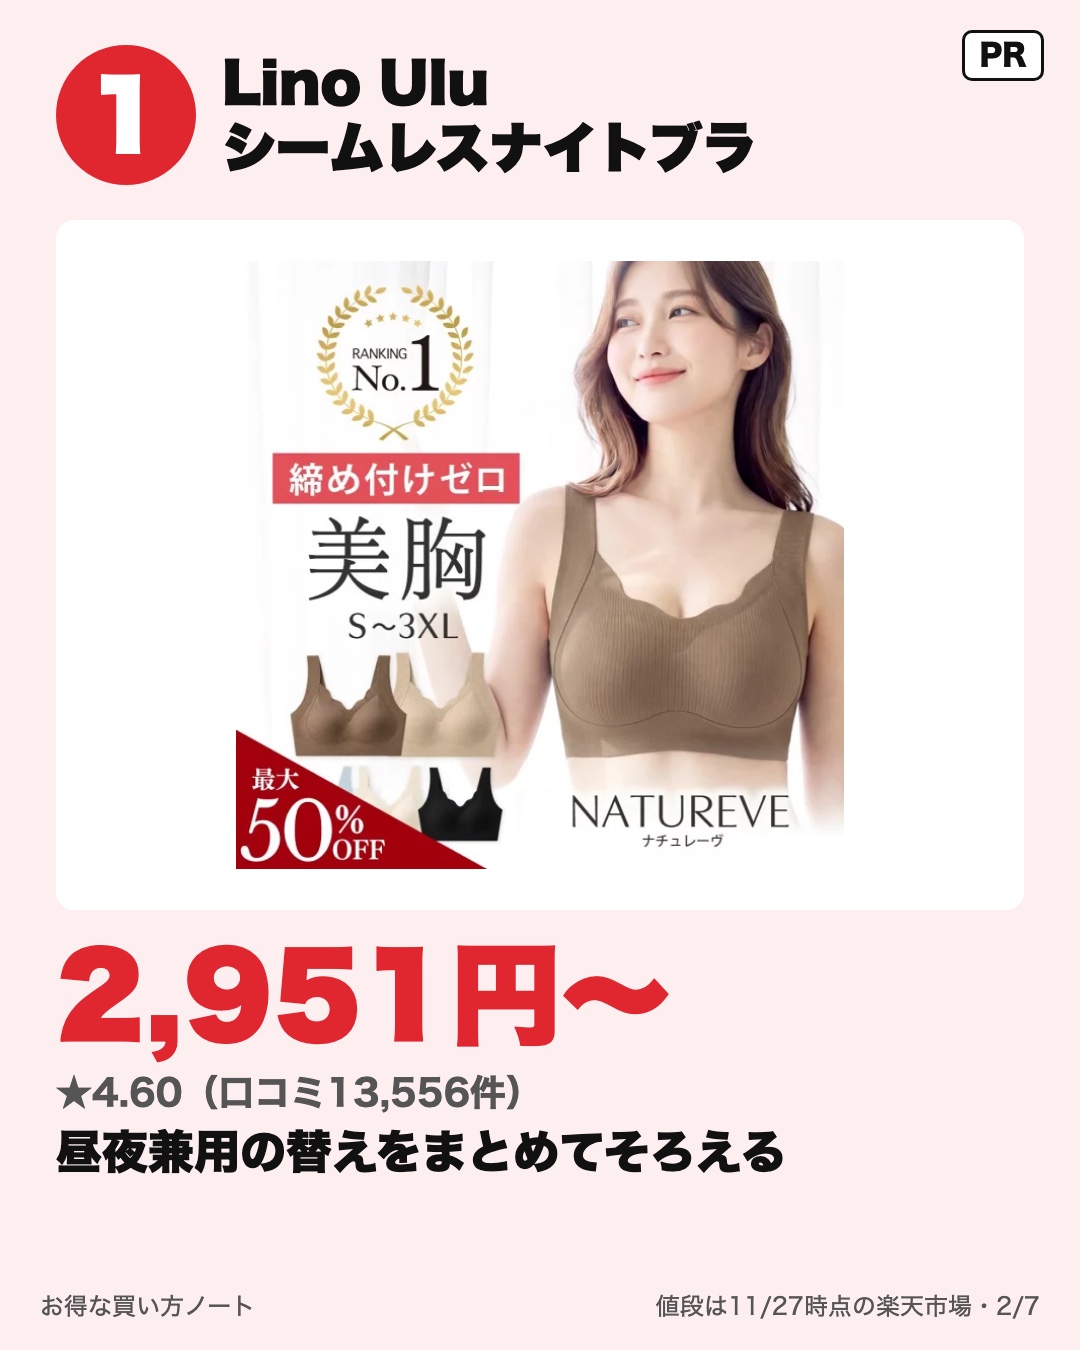 PR
1
Lino Ulu
シームレスナイトブラ
RANKING
No.1
締め付けゼロ
美胸
S～3XL
最大
50%
OFF
NATUREVE
ナチュレーヴ
2,951円〜
★4.60（口コミ13,556件）
昼夜兼用の替えをまとめてそろえる
お得な買い方ノート
値段は11/27時点の楽天市場・2/7